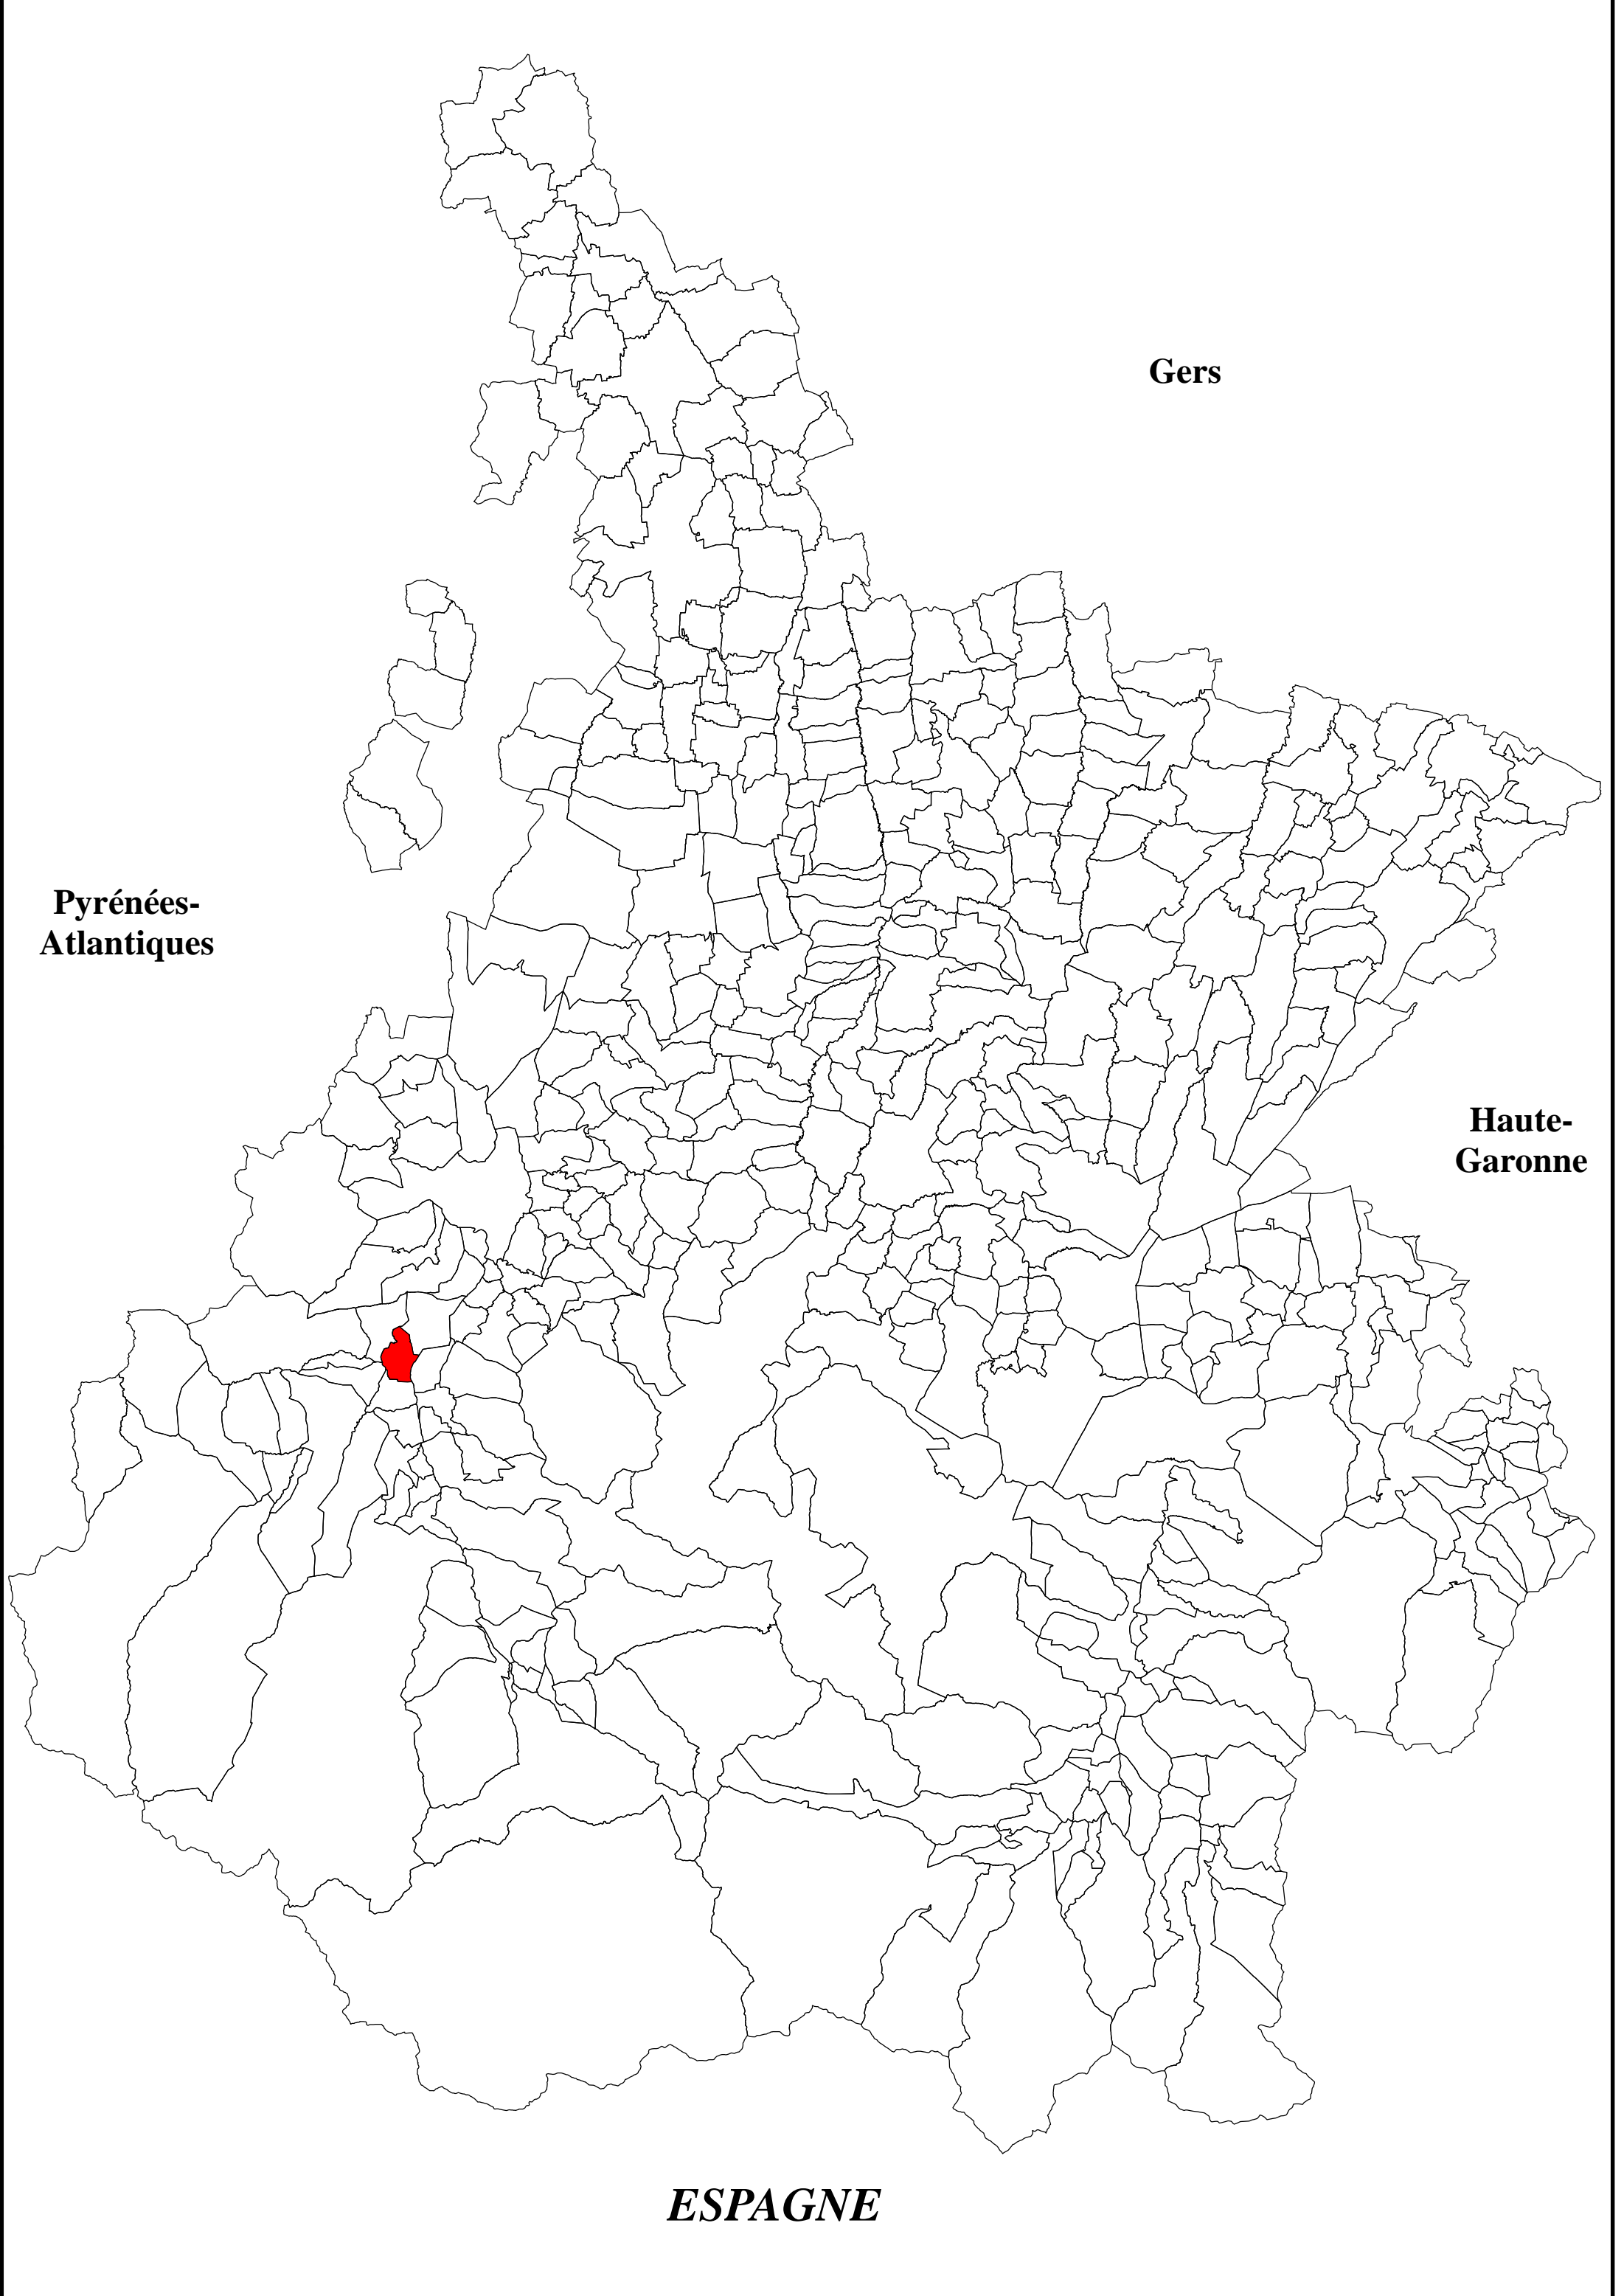 Gers
Pyrénées-
Atlantiques
Haute-
Garonne
ESPAGNE